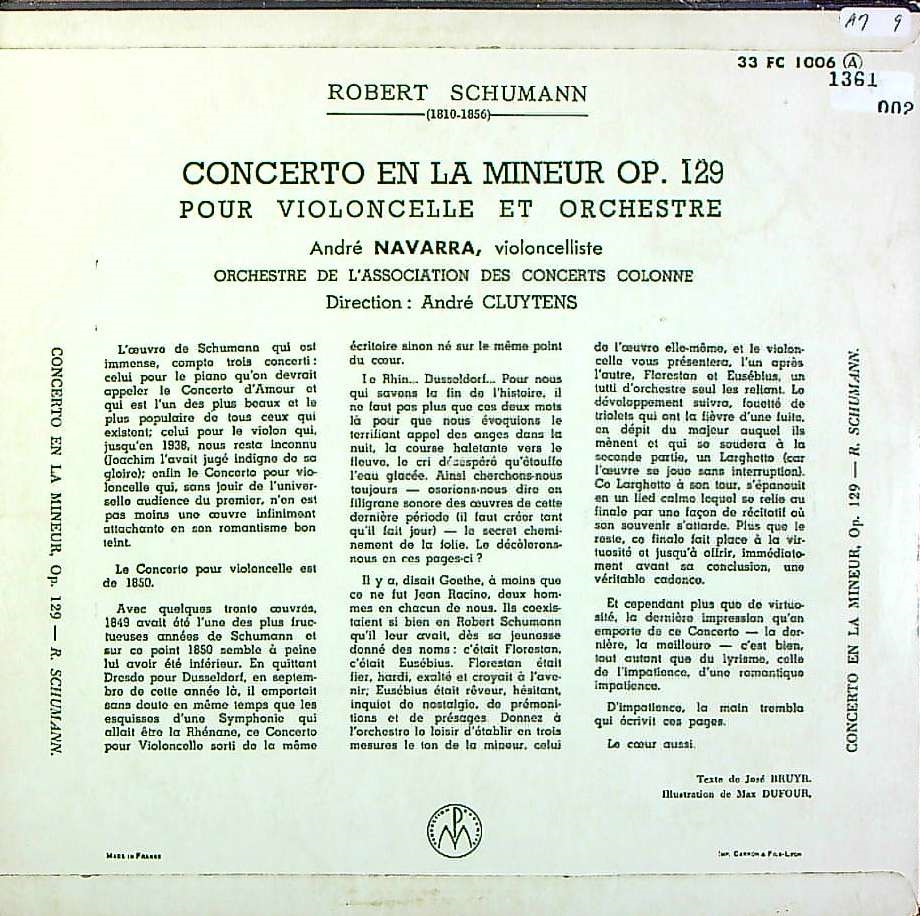 A7 9
33 FC 1006 (A)
1361
002
ROBERT SCHUMANN
(1810-1856)
CONCERTO EN LA MINEUR OP. 129
POUR VIOLONCELLE ET ORCHESTRE
André NAVARRA, violoncelliste
ORCHESTRE DE L'ASSOCIATION DES CONCERTS COLONNE
Direction : André CLUYTENS
CONCERTO EN LA MINEUR, Op. 129 — R. SCHUMANN.
L'œuvre de Schumann qui est
immense, compte trois concerti :
celui pour le piano qu'on devrait
appeler le Concerto d'Amour et
qui est l'un des plus beaux et le
plus populaire de tous ceux qui
existent; celui pour le violon qui,
jusqu'en 1938, nous resta inconnu
(Joachim l'avait jugé indigne de sa
gloire); enfin le Concerto pour vio-
loncelle qui, sans jouir de l'univer-
selle audience du premier, n'en est
pas moins une œuvre infiniment
attachante en son romantisme bon
teint.
Le Concerto pour violoncelle est
de 1850.
Avec quelques trente œuvres,
1849 avait été l'une des plus fruc-
tueuses années de Schumann et
sur ce point 1850 semble à peine
lui avoir été inférieur. En quittant
Dresde pour Dusseldorf, en septem-
bre de cette année là, il emportait
sans doute en même temps que les
esquisses d'une Symphonie qui
allait être la Rhénane, ce Concerto
pour Violoncelle sorti de la même
écritoire sinon né sur le même point
du cœur.
Le Rhin... Dusseldorf... Pour nous
qui savons la fin de l'histoire, il
ne faut pas plus que ces deux mots
là pour que nous évoquions le
terrifiant appel des anges dans la
nuit, la course haletante vers le
fleuve, le cri désespéré qu'étouffe
l'eau glacée. Ainsi cherchons-nous
toujours — oserions-nous dire en
filigrane sonore des œuvres de cette
dernière période (il faut créer tant
qu'il fait jour) — le secret chemi-
nement de la folie. Le décèlerons-
nous en ces pages-ci ?
Il y a, disait Goethe, à moins que
ce ne fut Jean Racine, deux hom-
mes en chacun de nous. Ils coexis-
taient si bien en Robert Schumann
qu'il leur avait, dès sa jeunesse
donné des noms : c'était Florestan,
c'était Eusébius. Florestan était
fier, hardi, exalté et croyait à l'ave-
nir; Eusébius était rêveur, hésitant,
inquiet de nostalgie, de prémoni-
tions et de présages. Donnez à
l'orchestre le loisir d'établir en trois
mesures le ton de la mineur, celui
de l'œuvre elle-même, et le violon-
celle vous présentera, l'un après
l'autre, Florestan et Eusébius, un
tutti d'orchestre seul les reliant. Le
développement suivra, fouetté de
triolets qui ont la fièvre d'une fuite,
en dépit du majeur auquel ils
mènent et qui se soudera à la
seconde partie, un Larghetto (car
l'œuvre se joue sans interruption).
Ce Larghetto à son tour, s'épanouit
en un lied calme lequel se relie au
finale par une façon de récitatif où
son souvenir s'attarde. Plus que le
reste, ce finale fait place à la vir-
tuosité et jusqu'à offrir, immédiate-
ment avant sa conclusion, une
véritable cadence.
Et cependant plus que de virtuo-
sité, la dernière impression qu'on
emporte de ce Concerto — la der-
nière, la meilleure — c'est bien,
tout autant que du lyrisme, celle
de l'impatience, d'une romantique
impatience.
D'impatience, la main trembla
qui écrivit ces pages.
Le cœur aussi.
CONCERTO EN LA MINEUR, Op. 129 — R. SCHUMANN.
Texte de José BRUYR.
Illustration de Max DUFOUR.
MADE IN FRANCE
IMP. CARRON & FILS-LYON